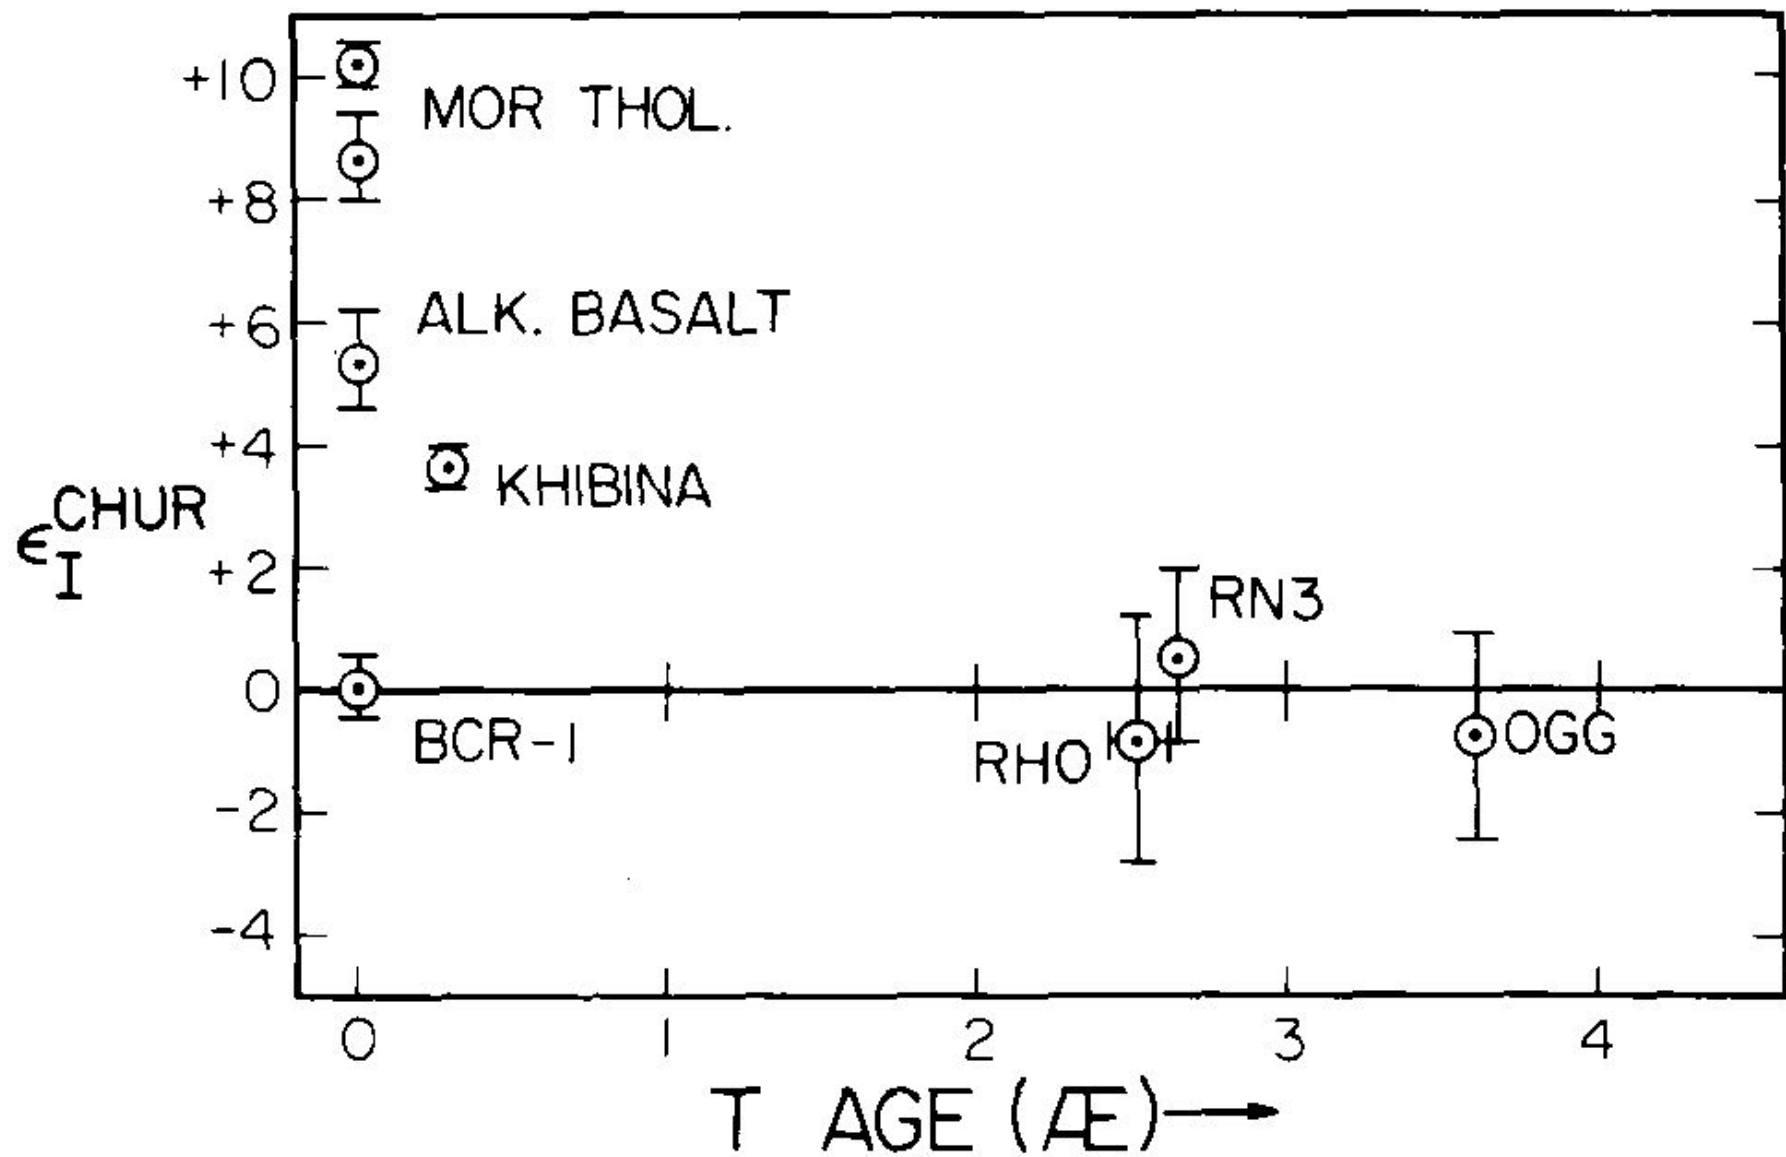 +10
MOR THOL.
+8
ALK. BASALT
+6
+4
KHIBINA
ϵ_I^CHUR
+2
RN3
0
BCR-1
RHO
OGG
-2
-4
0 1 2 3 4
T AGE (Æ)→